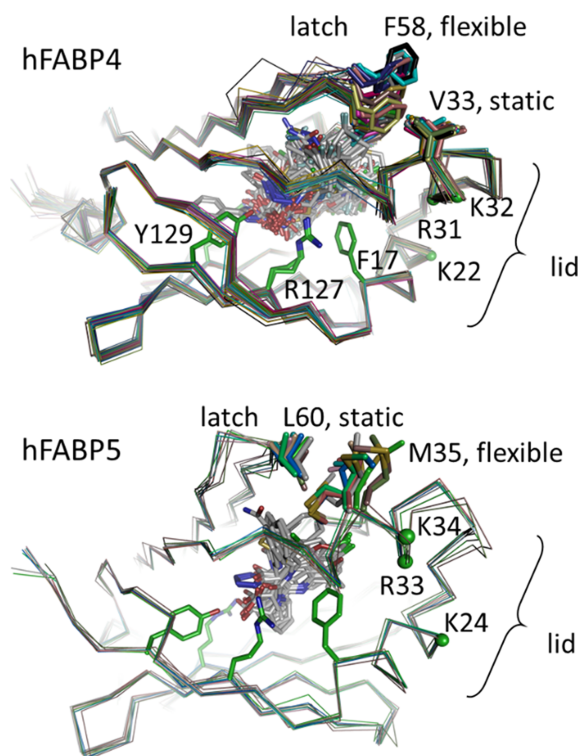 latch F58, flexible
hFABP4
V33, static
K32
R31
Y129
F17
K22
R127
lid
latch L60, static
hFABP5
M35, flexible
K34
R33
K24
lid